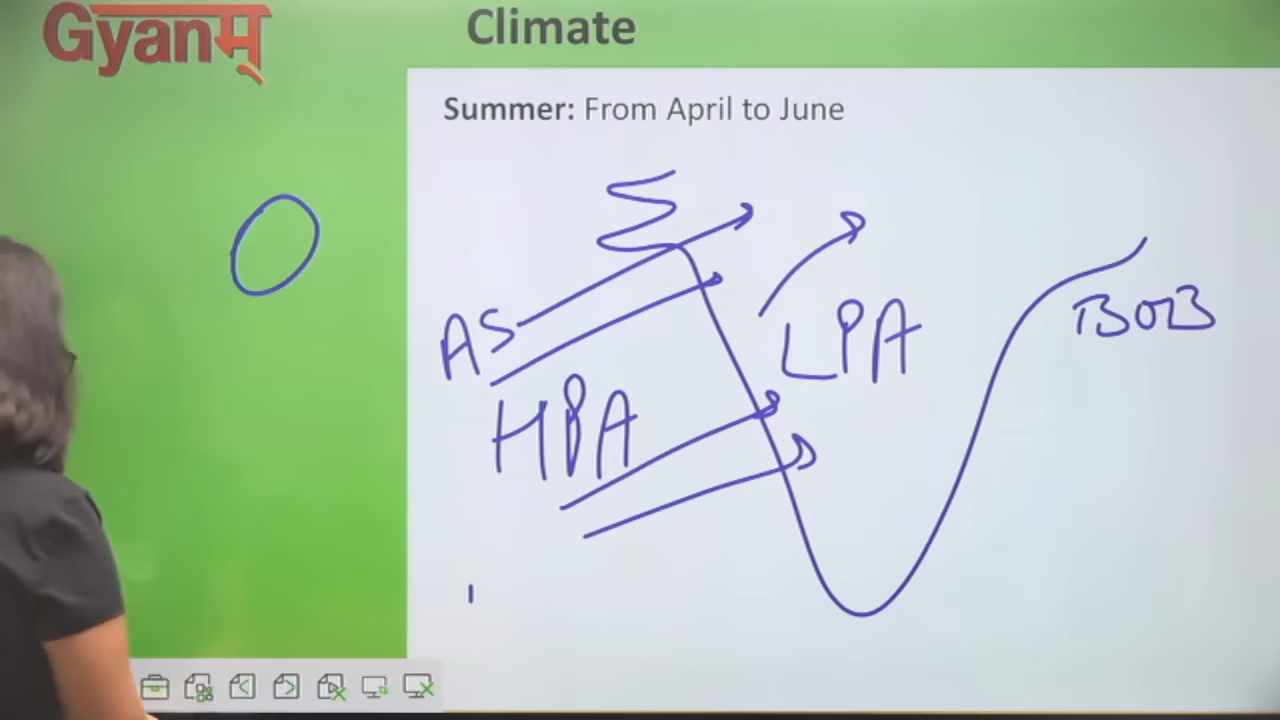 Gyanम्
Climate
Summer: From April to June
AS
LPA
BOB
HPA